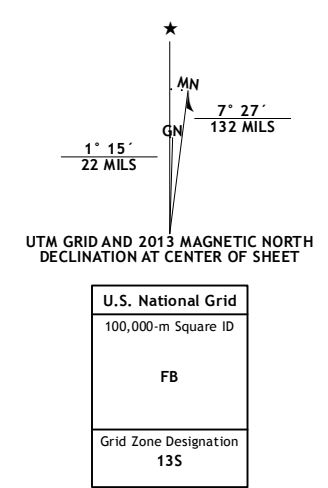 MN
7° 27´
132 MILS
GN
1° 15´
22 MILS
UTM GRID AND 2013 MAGNETIC NORTH
DECLINATION AT CENTER OF SHEET
U.S. National Grid
100,000-m Square ID
FB
Grid Zone Designation
13S